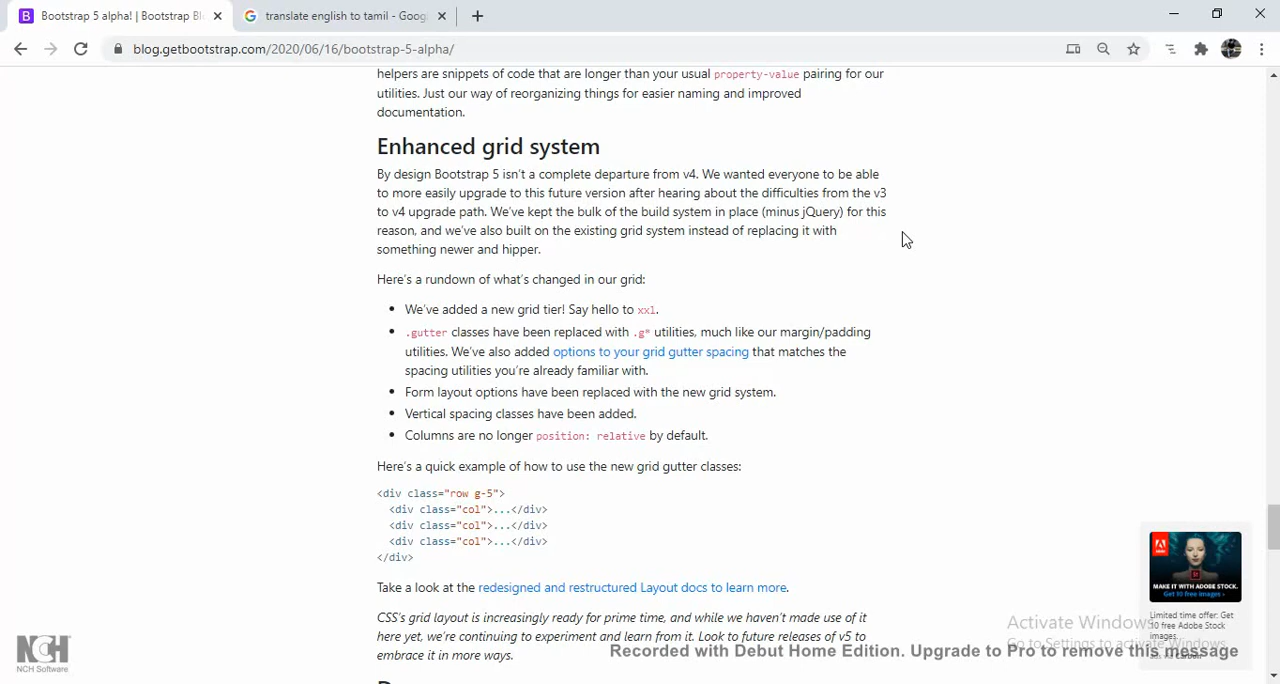 Bootstrap 5 alpha! | Bootstrap Bl
translate english to tamil - Goog
blog.getbootstrap.com/2020/06/16/bootstrap-5-alpha/
helpers are snippets of code that are longer than your usual property-value pairing for our
utilities. Just our way of reorganizing things for easier naming and improved
documentation.
Enhanced grid system
By design Bootstrap 5 isn't a complete departure from v4. We wanted everyone to be able
to more easily upgrade to this future version after hearing about the difficulties from the v3
to v4 upgrade path. We've kept the bulk of the build system in place (minus jQuery) for this
reason, and we've also built on the existing grid system instead of replacing it with
something newer and hipper.
Here's a rundown of what's changed in our grid:
• We've added a new grid tier! Say hello to xxl.
• .gutter classes have been replaced with .g* utilities, much like our margin/padding
utilities. We've also added options to your grid gutter spacing that matches the
spacing utilities you're already familiar with.
• Form layout options have been replaced with the new grid system.
• Vertical spacing classes have been added.
• Columns are no longer position: relative by default.
Here's a quick example of how to use the new grid gutter classes:
<div class="row g-5">
<div class="col">...</div>
<div class="col">...</div>
<div class="col">...</div>
</div>
Take a look at the redesigned and restructured Layout docs to learn more.
CSS's grid layout is increasingly ready for prime time, and while we haven't made use of it
here yet, we're continuing to experiment and learn from it. Look to future releases of v5 to
embrace it in more ways.
MAKE IT WITH ADOBE STOCK.
Get 10 free images ›
Limited time offer: Get
10 free Adobe Stock
images.
Activate Windows
Go to Settings to activate Windows.
Recorded with Debut Home Edition. Upgrade to Pro to remove this message
NCH
NCH Software